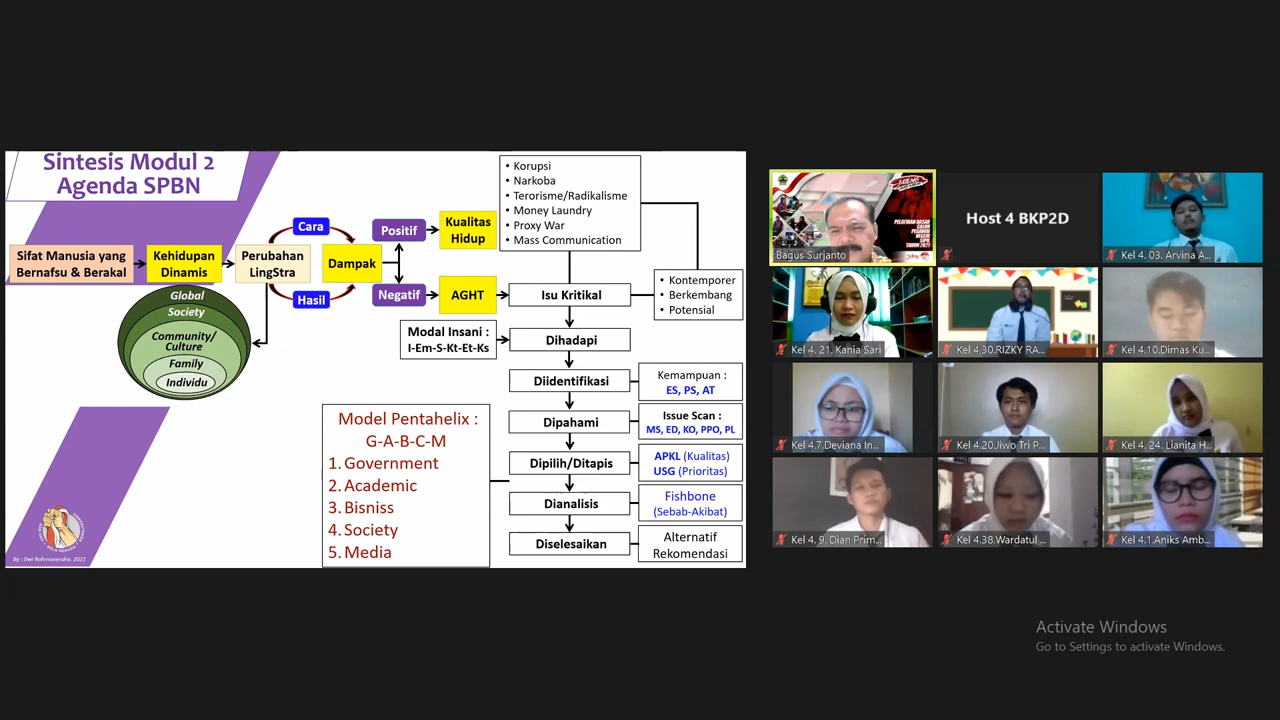 Sintesis Modul 2
Agenda SPBN
Sifat Manusia yang
Bernafsu & Berakal
Kehidupan
Dinamis
Perubahan
LingStra
Cara
Hasil
Dampak
Positif
Negatif
Kualitas
Hidup
AGHT
• Korupsi
• Narkoba
• Terorisme/Radikalisme
• Money Laundry
• Proxy War
• Mass Communication
Isu Kritikal
• Kontemporer
• Berkembang
• Potensial
Global
Society
Community/
Culture
Family
Individu
Modal Insani :
I-Em-S-Kt-Et-Ks
Dihadapi
Diidentifikasi
Kemampuan :
ES, PS, AT
Dipahami
Issue Scan :
MS, ED, KO, PPO, PL
Dipilih/Ditapis
APKL (Kualitas)
USG (Prioritas)
Dianalisis
Fishbone
(Sebab-Akibat)
Diselesaikan
Alternatif
Rekomendasi
Model Pentahelix :
G-A-B-C-M
1. Government
2. Academic
3. Bisniss
4. Society
5. Media
By : Dwi Rahmanendra. 2021
PELATIHAN DASAR
CALON
PEGAWAI
NEGERI
SIPIL
TAHUN 2021
Bagus Surjanto
Host 4 BKP2D
Kel 4. 03. Arvina A...
Kel 4. 21. Kania Sari
Kel 4.30.RIZKY RA...
Kel 4.10.Dimas Ku...
Kel 4.7.Deviana In...
Kel 4.20.Jiwo Tri P...
Kel 4. 24. Lianita H...
Kel 4. 9. Dian Prim...
Kel 4.38.Wardatul ...
Kel 4.1.Aniks Amb...
Activate Windows
Go to Settings to activate Windows.